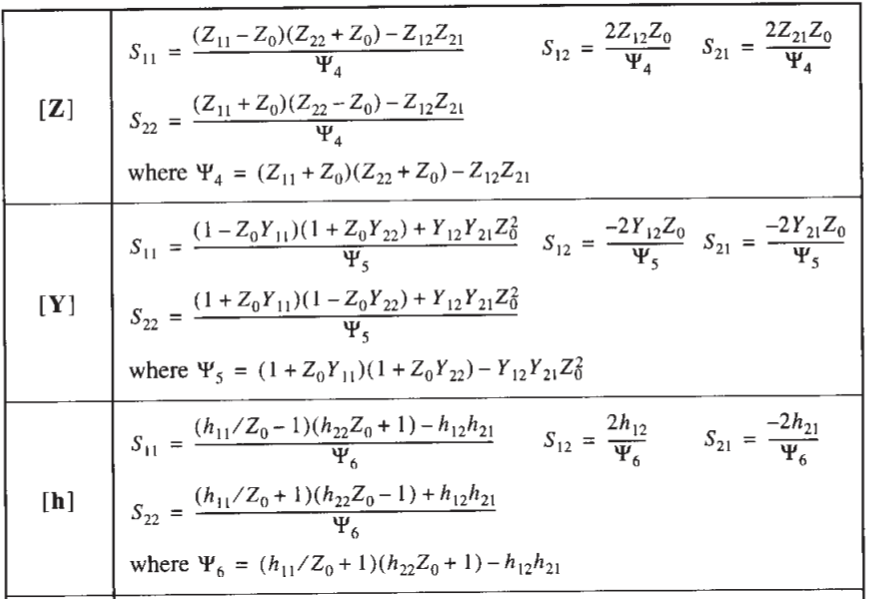 [Z]
S₁₁ = (Z₁₁ − Z₀)(Z₂₂ + Z₀) − Z₁₂Z₂₁ / Ψ₄ S₁₂ = 2Z₁₂Z₀ / Ψ₄ S₂₁ = 2Z₂₁Z₀ / Ψ₄
S₂₂ = (Z₁₁ + Z₀)(Z₂₂ − Z₀) − Z₁₂Z₂₁ / Ψ₄
where Ψ₄ = (Z₁₁ + Z₀)(Z₂₂ + Z₀) − Z₁₂Z₂₁
[Y]
S₁₁ = (1 − Z₀Y₁₁)(1 + Z₀Y₂₂) + Y₁₂Y₂₁Z₀² / Ψ₅ S₁₂ = −2Y₁₂Z₀ / Ψ₅ S₂₁ = −2Y₂₁Z₀ / Ψ₅
S₂₂ = (1 + Z₀Y₁₁)(1 − Z₀Y₂₂) + Y₁₂Y₂₁Z₀² / Ψ₅
where Ψ₅ = (1 + Z₀Y₁₁)(1 + Z₀Y₂₂) − Y₁₂Y₂₁Z₀²
[h]
S₁₁ = (h₁₁/Z₀ − 1)(h₂₂Z₀ + 1) − h₁₂h₂₁ / Ψ₆ S₁₂ = 2h₁₂ / Ψ₆ S₂₁ = −2h₂₁ / Ψ₆
S₂₂ = (h₁₁/Z₀ + 1)(h₂₂Z₀ − 1) + h₁₂h₂₁ / Ψ₆
where Ψ₆ = (h₁₁/Z₀ + 1)(h₂₂Z₀ + 1) − h₁₂h₂₁